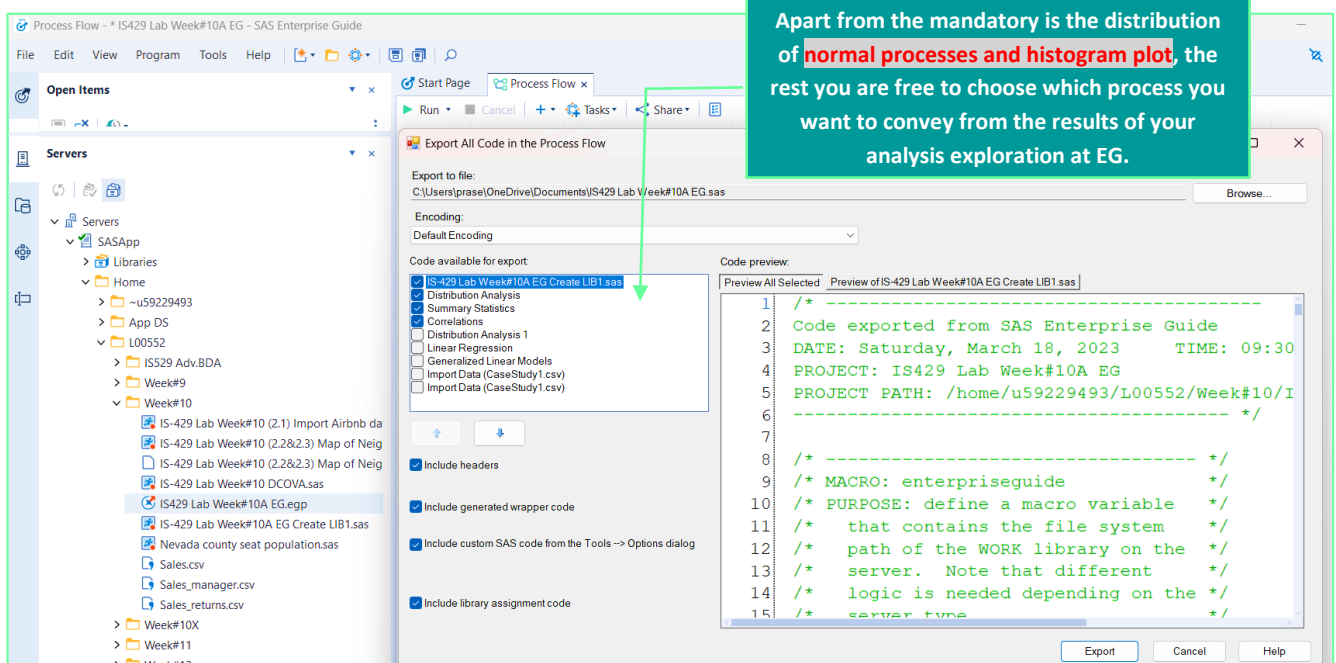 Process Flow - * IS429 Lab Week#10A EG - SAS Enterprise Guide
File Edit View Program Tools Help
Apart from the mandatory is the distribution
of normal processes and histogram plot, the
rest you are free to choose which process you
want to convey from the results of your
analysis exploration at EG.
Open Items
Start Page Process Flow
Run Cancel Tasks Share
Servers
Servers
SASApp
Libraries
Home
~u59229493
App DS
L00552
IS529 Adv.BDA
Week#9
Week#10
IS-429 Lab Week#10 (2.1) Import Airbnb da
IS-429 Lab Week#10 (2.2&2.3) Map of Neig
IS-429 Lab Week#10 (2.2&2.3) Map of Neig
IS-429 Lab Week#10 DCOVA.sas
IS429 Lab Week#10A EG.egp
IS-429 Lab Week#10A EG Create LIB1.sas
Nevada county seat population.sas
Sales.csv
Sales_manager.csv
Sales_returns.csv
Week#10X
Week#11
Export All Code in the Process Flow
Export to file:
C:\Users\prase\OneDrive\Documents\IS429 Lab Week#10A EG.sas
Browse...
Encoding:
Default Encoding
Code available for export:
IS-429 Lab Week#10A EG Create LIB1.sas
Distribution Analysis
Summary Statistics
Correlations
Distribution Analysis 1
Linear Regression
Generalized Linear Models
Import Data (CaseStudy1.csv)
Import Data (CaseStudy1.csv)
Include headers
Include generated wrapper code
Include custom SAS code from the Tools --> Options dialog
Include library assignment code
Code preview:
Preview All Selected Preview of IS-429 Lab Week#10A EG Create LIB1.sas
1 /* -----------------------------------
2 Code exported from SAS Enterprise Guide
3 DATE: Saturday, March 18, 2023 TIME: 09:30
4 PROJECT: IS429 Lab Week#10A EG
5 PROJECT PATH: /home/u59229493/L00552/Week#10/I
6 ----------------------------------- */
7
8 /* ------------------------------ */
9 /* MACRO: enterpriseguide */
10 /* PURPOSE: define a macro variable */
11 /* that contains the file system */
12 /* path of the WORK library on the */
13 /* server. Note that different */
14 /* logic is needed depending on the */
15 /* server type. */
Export Cancel Help